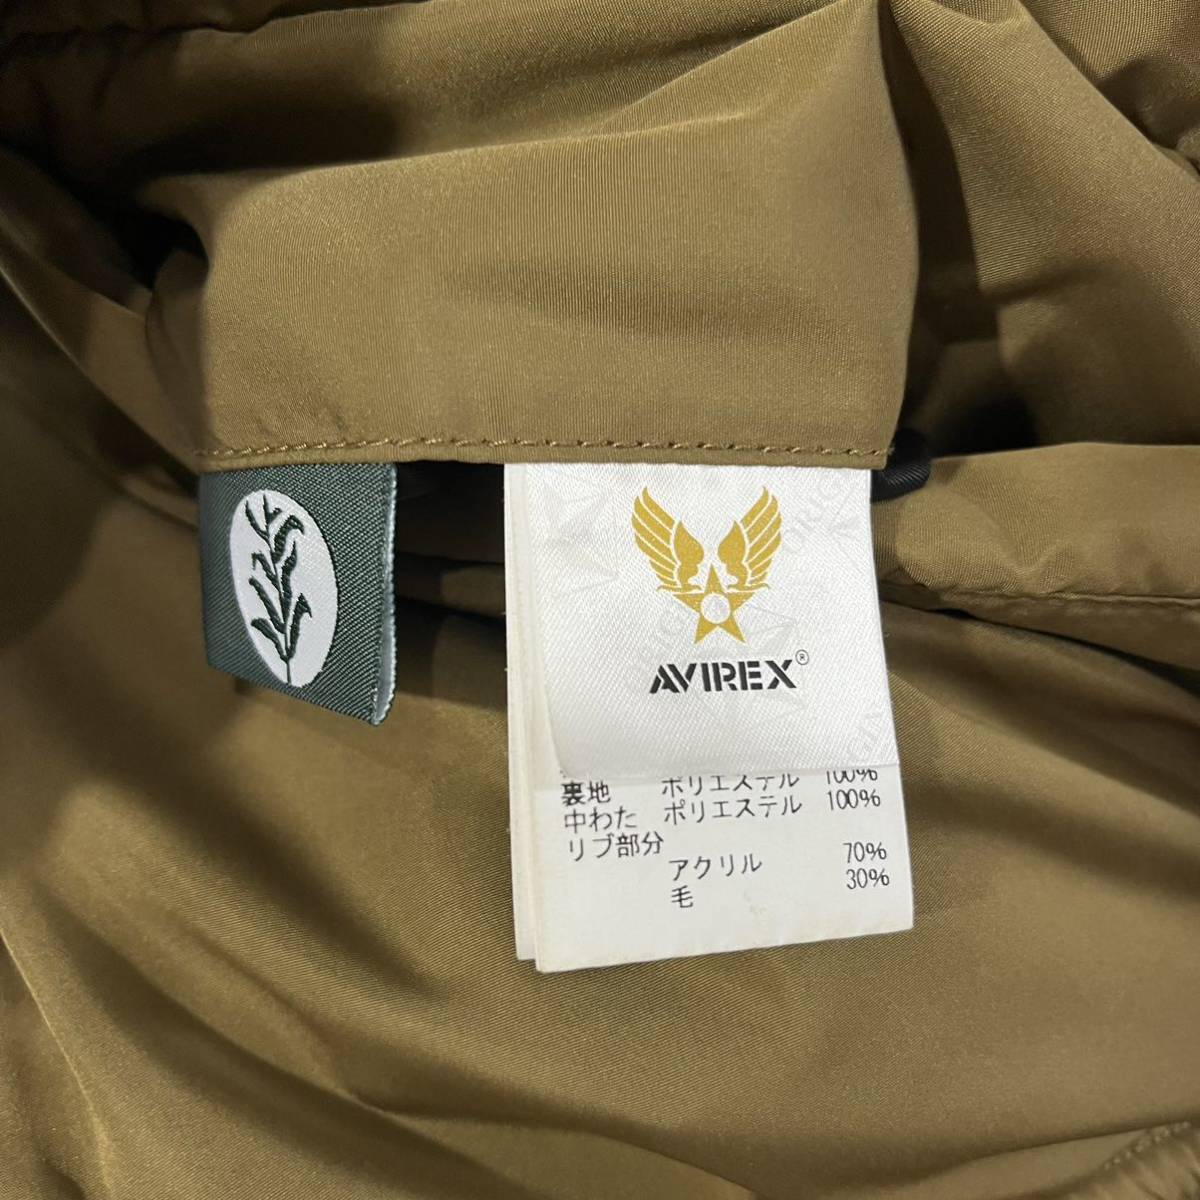 AVIREX®
裏地 ポリエステル 100%
中わた ポリエステル 100%
リブ部分
アクリル 70%
毛 30%